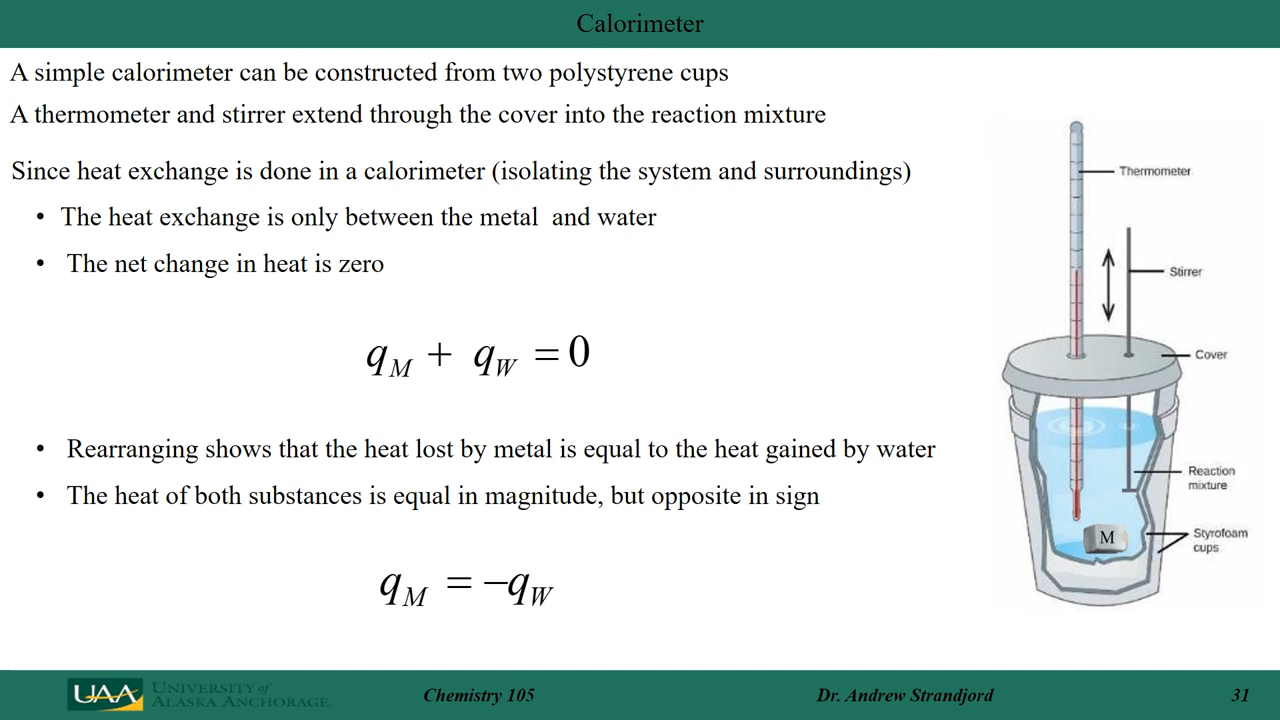 Calorimeter
A simple calorimeter can be constructed from two polystyrene cups
A thermometer and stirrer extend through the cover into the reaction mixture
Since heat exchange is done in a calorimeter (isolating the system and surroundings)
• The heat exchange is only between the metal and water
• The net change in heat is zero
q_M + q_W = 0
• Rearranging shows that the heat lost by metal is equal to the heat gained by water
• The heat of both substances is equal in magnitude, but opposite in sign
q_M = −q_W
Thermometer
Stirrer
Cover
Reaction
mixture
M
Styrofoam
cups
UAA UNIVERSITY of
ALASKA ANCHORAGE.
Chemistry 105
Dr. Andrew Strandjord
31